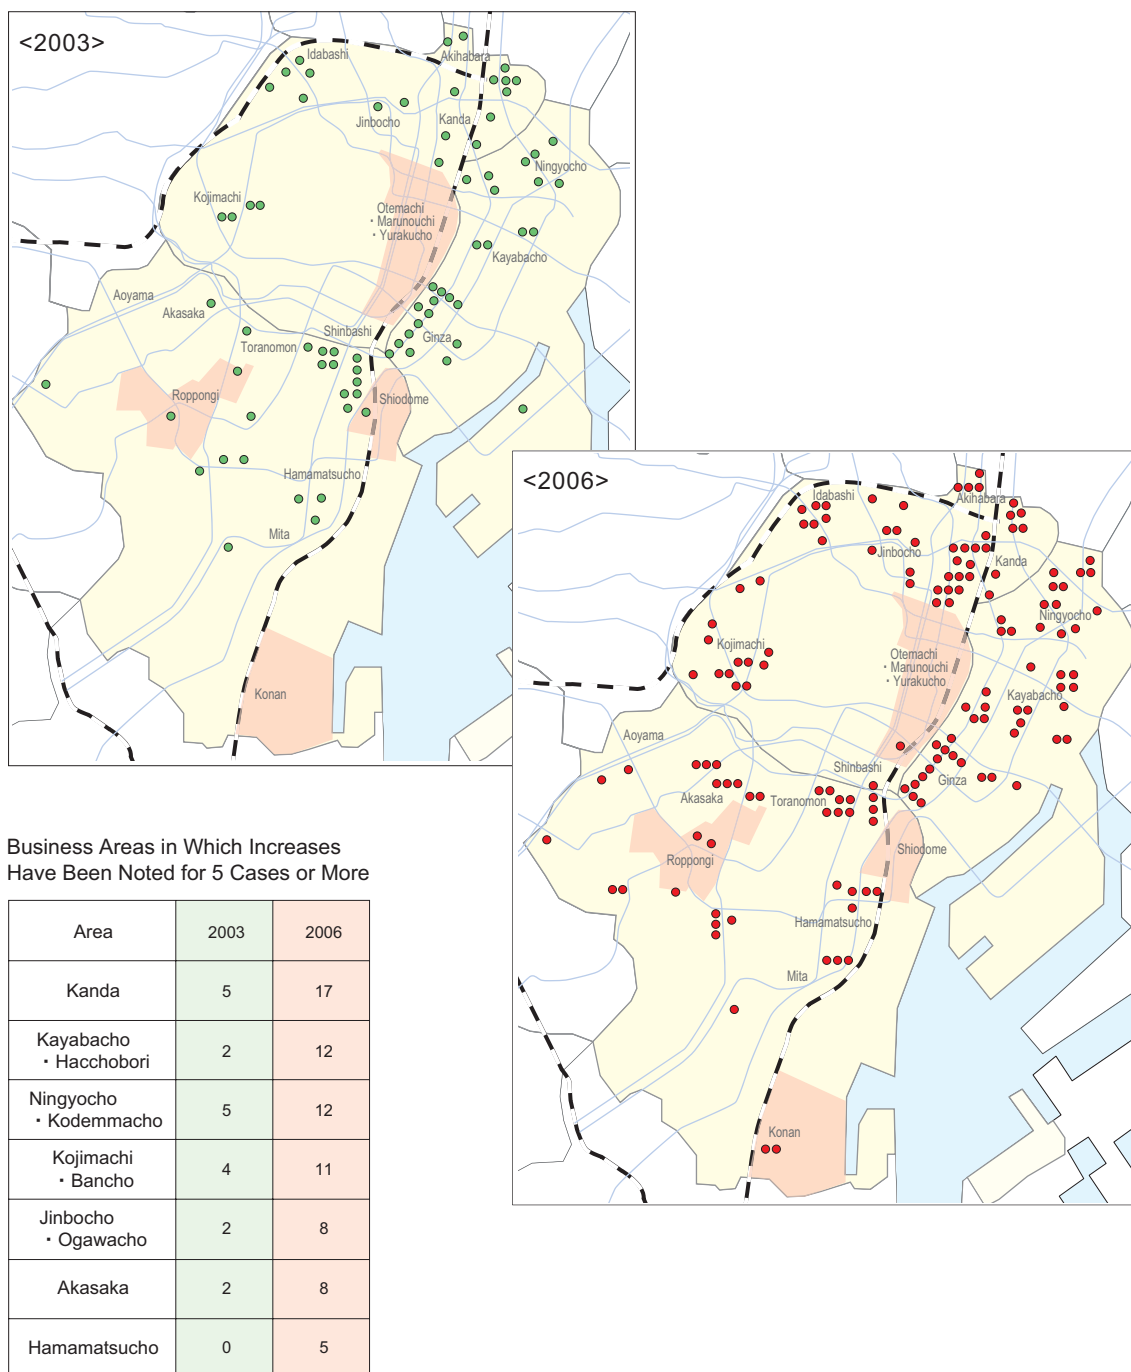 <2003>
Idabashi
Akihabara
Jinbocho
Kanda
Ningyocho
Kojimachi
Otemachi
・Marunouchi
・Yurakucho
Kayabacho
Aoyama
Akasaka
Shinbashi
Toranomon
Ginza
Roppongi
Shiodome
Hamamatsucho
Mita
Konan
<2006>
Idabashi
Akihabara
Jinbocho
Kanda
Ningyocho
Kojimachi
Otemachi
・Marunouchi
・Yurakucho
Kayabacho
Aoyama
Shinbashi
Ginza
Akasaka
Toranomon
Roppongi
Shiodome
Hamamatsucho
Mita
Konan
Business Areas in Which Increases
Have Been Noted for 5 Cases or More
Area 2003 2006
Kanda 5 17
Kayabacho
・Hacchobori 2 12
Ningyocho
・Kodemmacho 5 12
Kojimachi
・Bancho 4 11
Jinbocho
・Ogawacho 2 8
Akasaka 2 8
Hamamatsucho 0 5